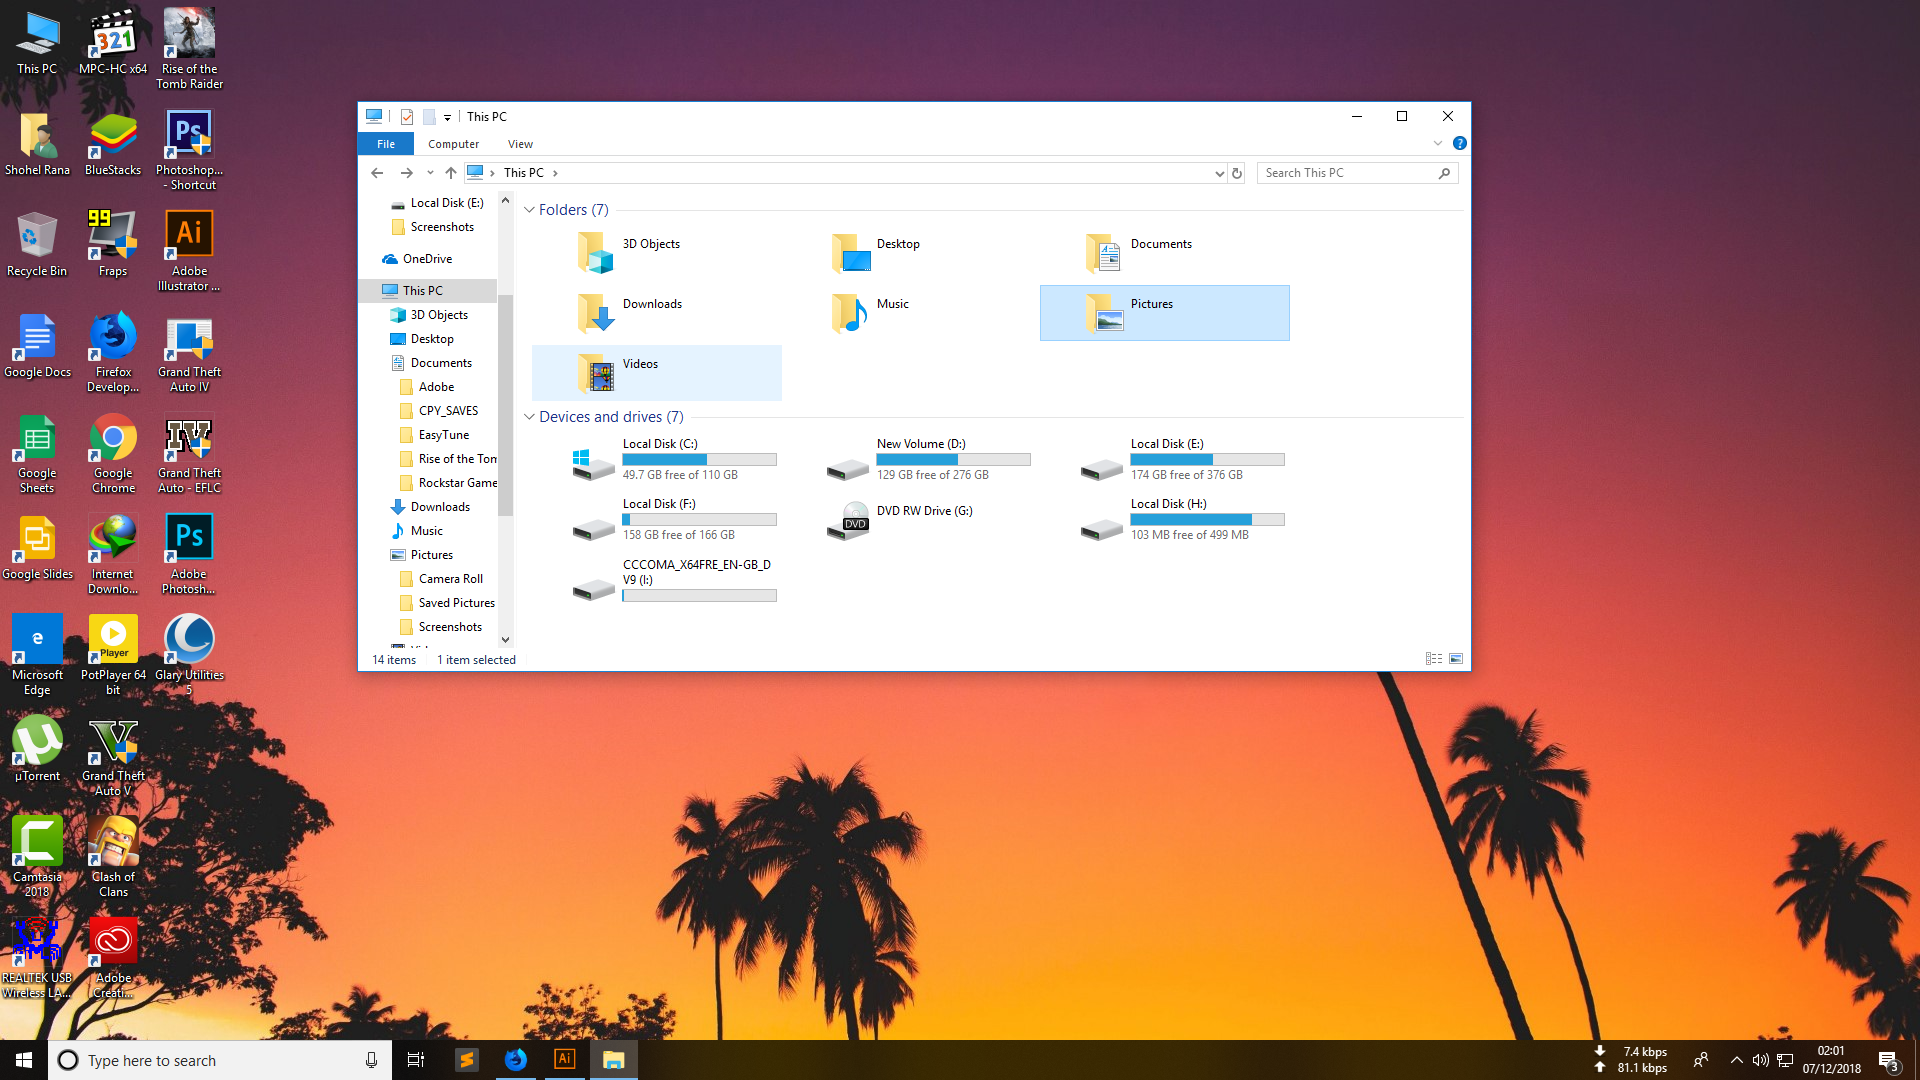 This PC
MPC-HC x64
Rise of the
Tomb Raider
Shohel Rana
BlueStacks
Photoshop...
- Shortcut
Recycle Bin
99
Fraps
Ai
Adobe
Illustrator ...
Google Docs
Firefox
Develop...
Grand Theft
Auto IV
Google
Sheets
Google
Chrome
Grand Theft
Auto - EFLC
Google Slides
Internet
Downlo...
Ps
Adobe
Photosh...
Microsoft
Edge
Player
PotPlayer 64
bit
Glary Utilities
5
µTorrent
Grand Theft
Auto V
Camtasia
2018
Clash of
Clans
REALTEK USB
Wireless LA...
Adobe
Creati...
This PC
File
Computer
View
This PC
Search This PC
Local Disk (E:)
Screenshots
OneDrive
This PC
3D Objects
Desktop
Documents
Adobe
CPY_SAVES
EasyTune
Rise of the Tom
Rockstar Game
Downloads
Music
Pictures
Camera Roll
Saved Pictures
Screenshots
Folders (7)
3D Objects
Desktop
Documents
Downloads
Music
Pictures
Videos
Devices and drives (7)
Local Disk (C:)
49.7 GB free of 110 GB
New Volume (D:)
129 GB free of 276 GB
Local Disk (E:)
174 GB free of 376 GB
Local Disk (F:)
158 GB free of 166 GB
DVD
DVD RW Drive (G:)
Local Disk (H:)
103 MB free of 499 MB
CCCOMA_X64FRE_EN-GB_D
V9 (I:)
14 items
1 item selected
Type here to search
Ai
7.4 kbps
81.1 kbps
02:01
07/12/2018
3